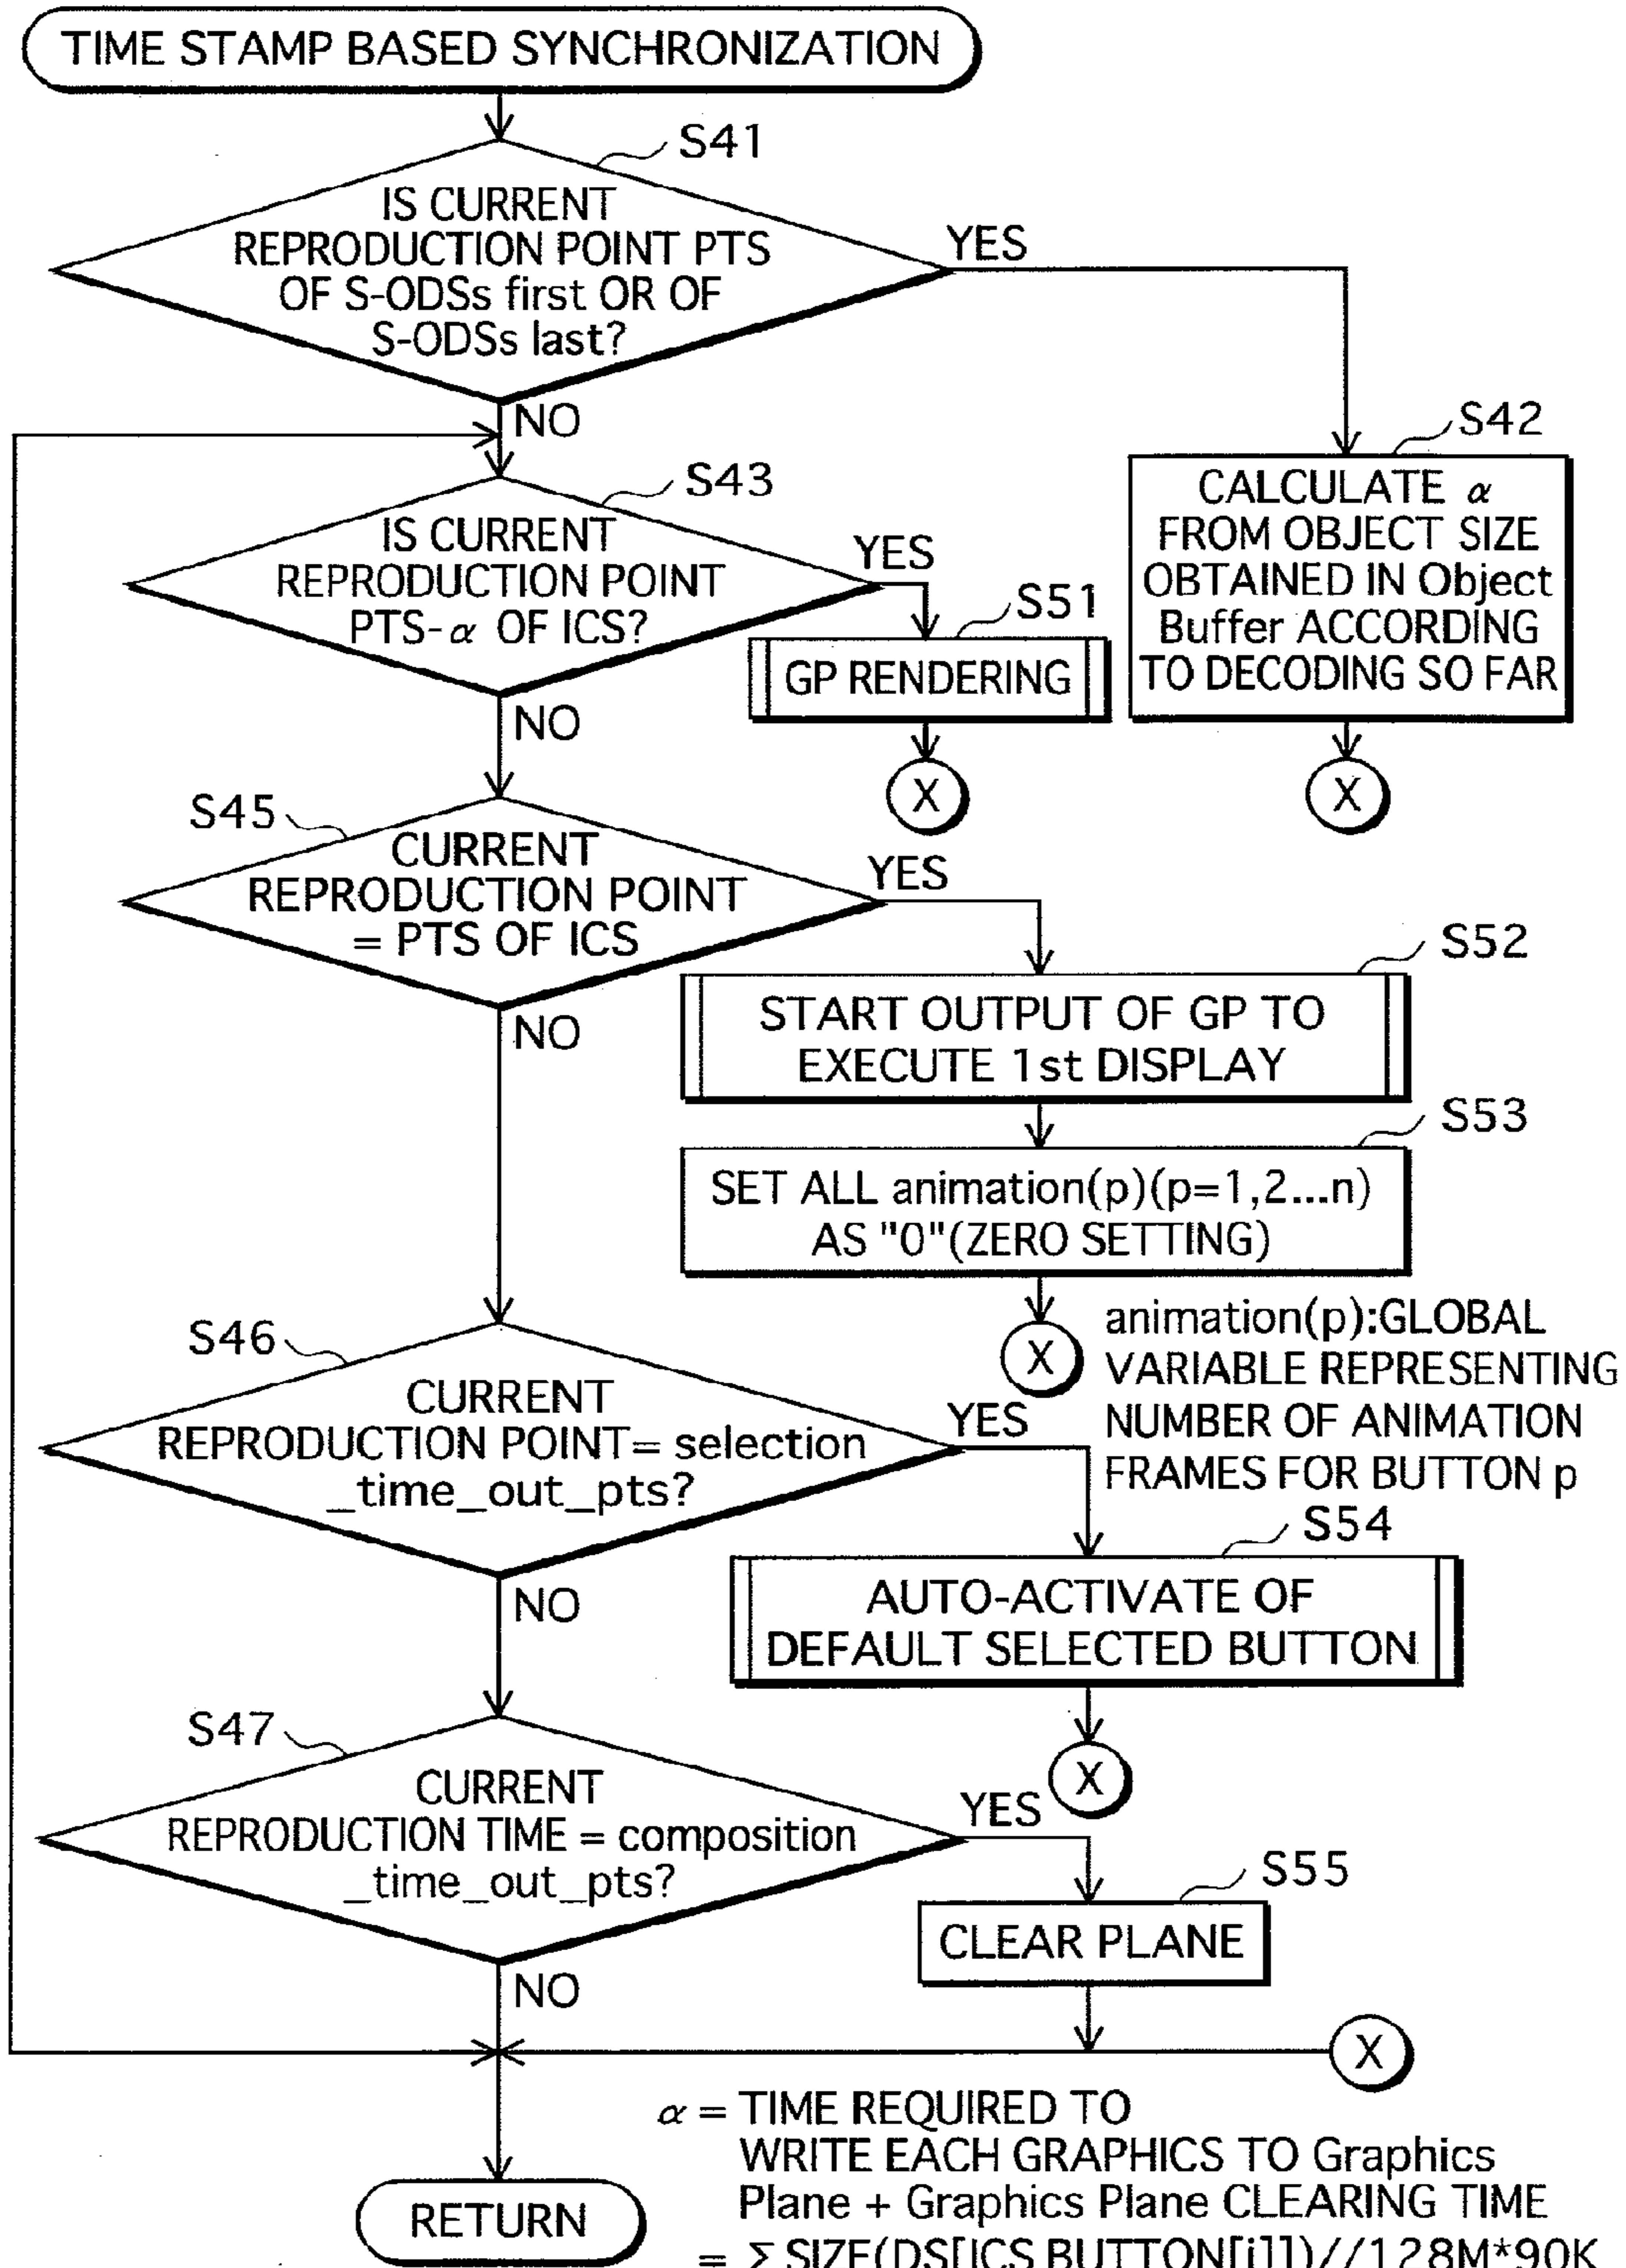 TIME STAMP BASED SYNCHRONIZATION
S41
IS CURRENT
REPRODUCTION POINT PTS
OF S-ODSs first OR OF
S-ODSs last?
YES
NO
S42
CALCULATE α
FROM OBJECT SIZE
OBTAINED IN Object
Buffer ACCORDING
TO DECODING SO FAR
X
S43
IS CURRENT
REPRODUCTION POINT
PTS-α OF ICS?
YES
NO
S51
GP RENDERING
X
S45
CURRENT
REPRODUCTION POINT
= PTS OF ICS
YES
NO
S52
START OUTPUT OF GP TO
EXECUTE 1st DISPLAY
S53
SET ALL animation(p)(p=1,2...n)
AS "0"(ZERO SETTING)
X
animation(p):GLOBAL
VARIABLE REPRESENTING
NUMBER OF ANIMATION
FRAMES FOR BUTTON p
S46
CURRENT
REPRODUCTION POINT= selection
_time_out_pts?
YES
NO
S54
AUTO-ACTIVATE OF
DEFAULT SELECTED BUTTON
X
S47
CURRENT
REPRODUCTION TIME = composition
_time_out_pts?
YES
NO
S55
CLEAR PLANE
X
RETURN
α = TIME REQUIRED TO
WRITE EACH GRAPHICS TO Graphics
Plane + Graphics Plane CLEARING TIME
= Σ SIZE(DS[ICS.BUTTON[i]])//128M*90K